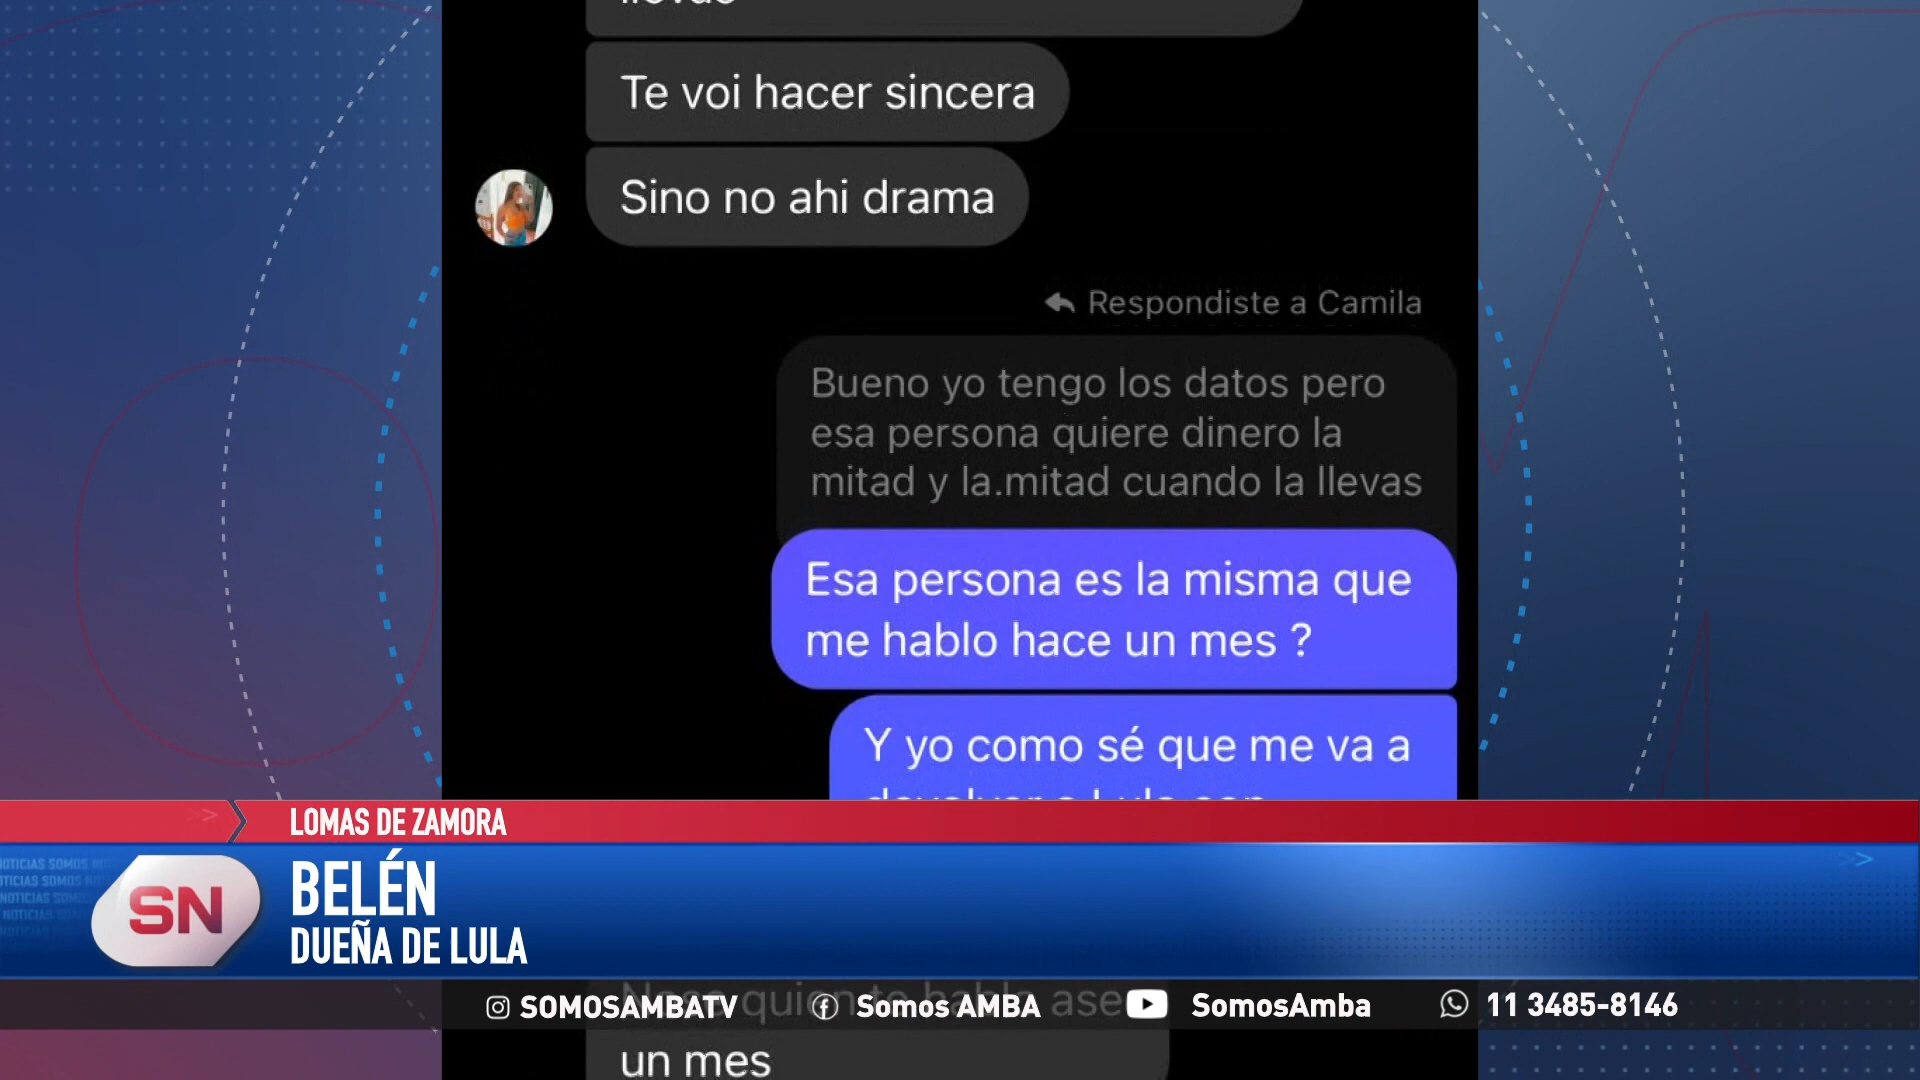 Te voi hacer sincera
Sino no ahi drama
Respondiste a Camila
Bueno yo tengo los datos pero
esa persona quiere dinero la
mitad y la.mitad cuando la llevas
Esa persona es la misma que
me hablo hace un mes ?
Y yo como sé que me va a
LOMAS DE ZAMORA
SN
BELÉN
DUEÑA DE LULA
SOMOSAMBATV
Somos AMBA
SomosAmba
11 3485-8146
un mes